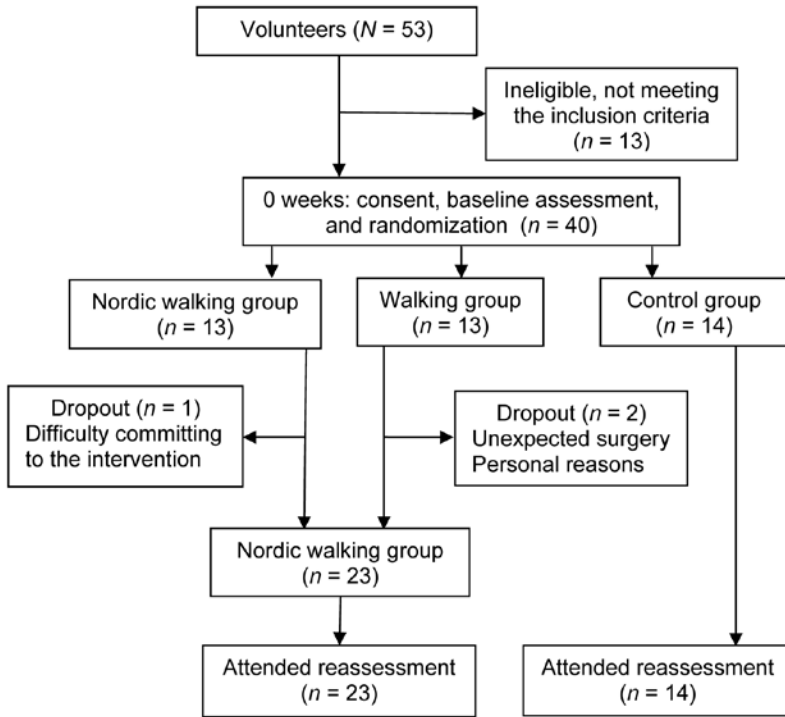 Volunteers (N = 53)
Ineligible, not meeting
the inclusion criteria
(n = 13)
0 weeks: consent, baseline assessment,
and randomization (n = 40)
Nordic walking group
(n = 13)
Walking group
(n = 13)
Control group
(n = 14)
Dropout (n = 1)
Difficulty committing
to the intervention
Dropout (n = 2)
Unexpected surgery
Personal reasons
Nordic walking group
(n = 23)
Attended reassessment
(n = 23)
Attended reassessment
(n = 14)